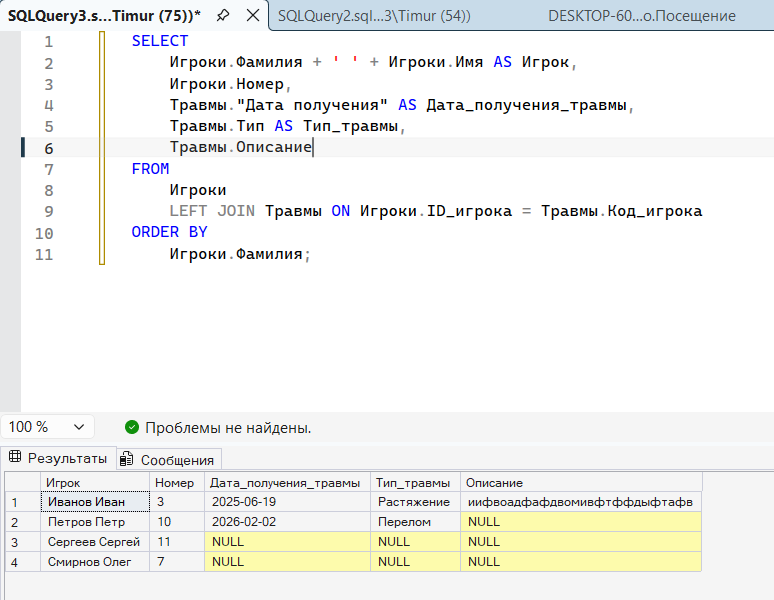 SQLQuery3.s...Timur (75))* SQLQuery2.sql...3\Timur (54)) DESKTOP-60...o.Посещение
1 SELECT
2 Игроки.Фамилия + ' ' + Игроки.Имя AS Игрок,
3 Игроки.Номер,
4 Травмы."Дата получения" AS Дата_получения_травмы,
5 Травмы.Тип AS Тип_травмы,
6 Травмы.Описание
7 FROM
8 Игроки
9 LEFT JOIN Травмы ON Игроки.ID_игрока = Травмы.Код_игрока
10 ORDER BY
11 Игроки.Фамилия;
100 % Проблемы не найдены.
Результаты Сообщения
Игрок Номер Дата_получения_травмы Тип_травмы Описание
1 Иванов Иван 3 2025-06-19 Растяжение иифвоадфафдвомивфтффдыфтафв
2 Петров Петр 10 2026-02-02 Перелом NULL
3 Сергеев Сергей 11 NULL NULL NULL
4 Смирнов Олег 7 NULL NULL NULL